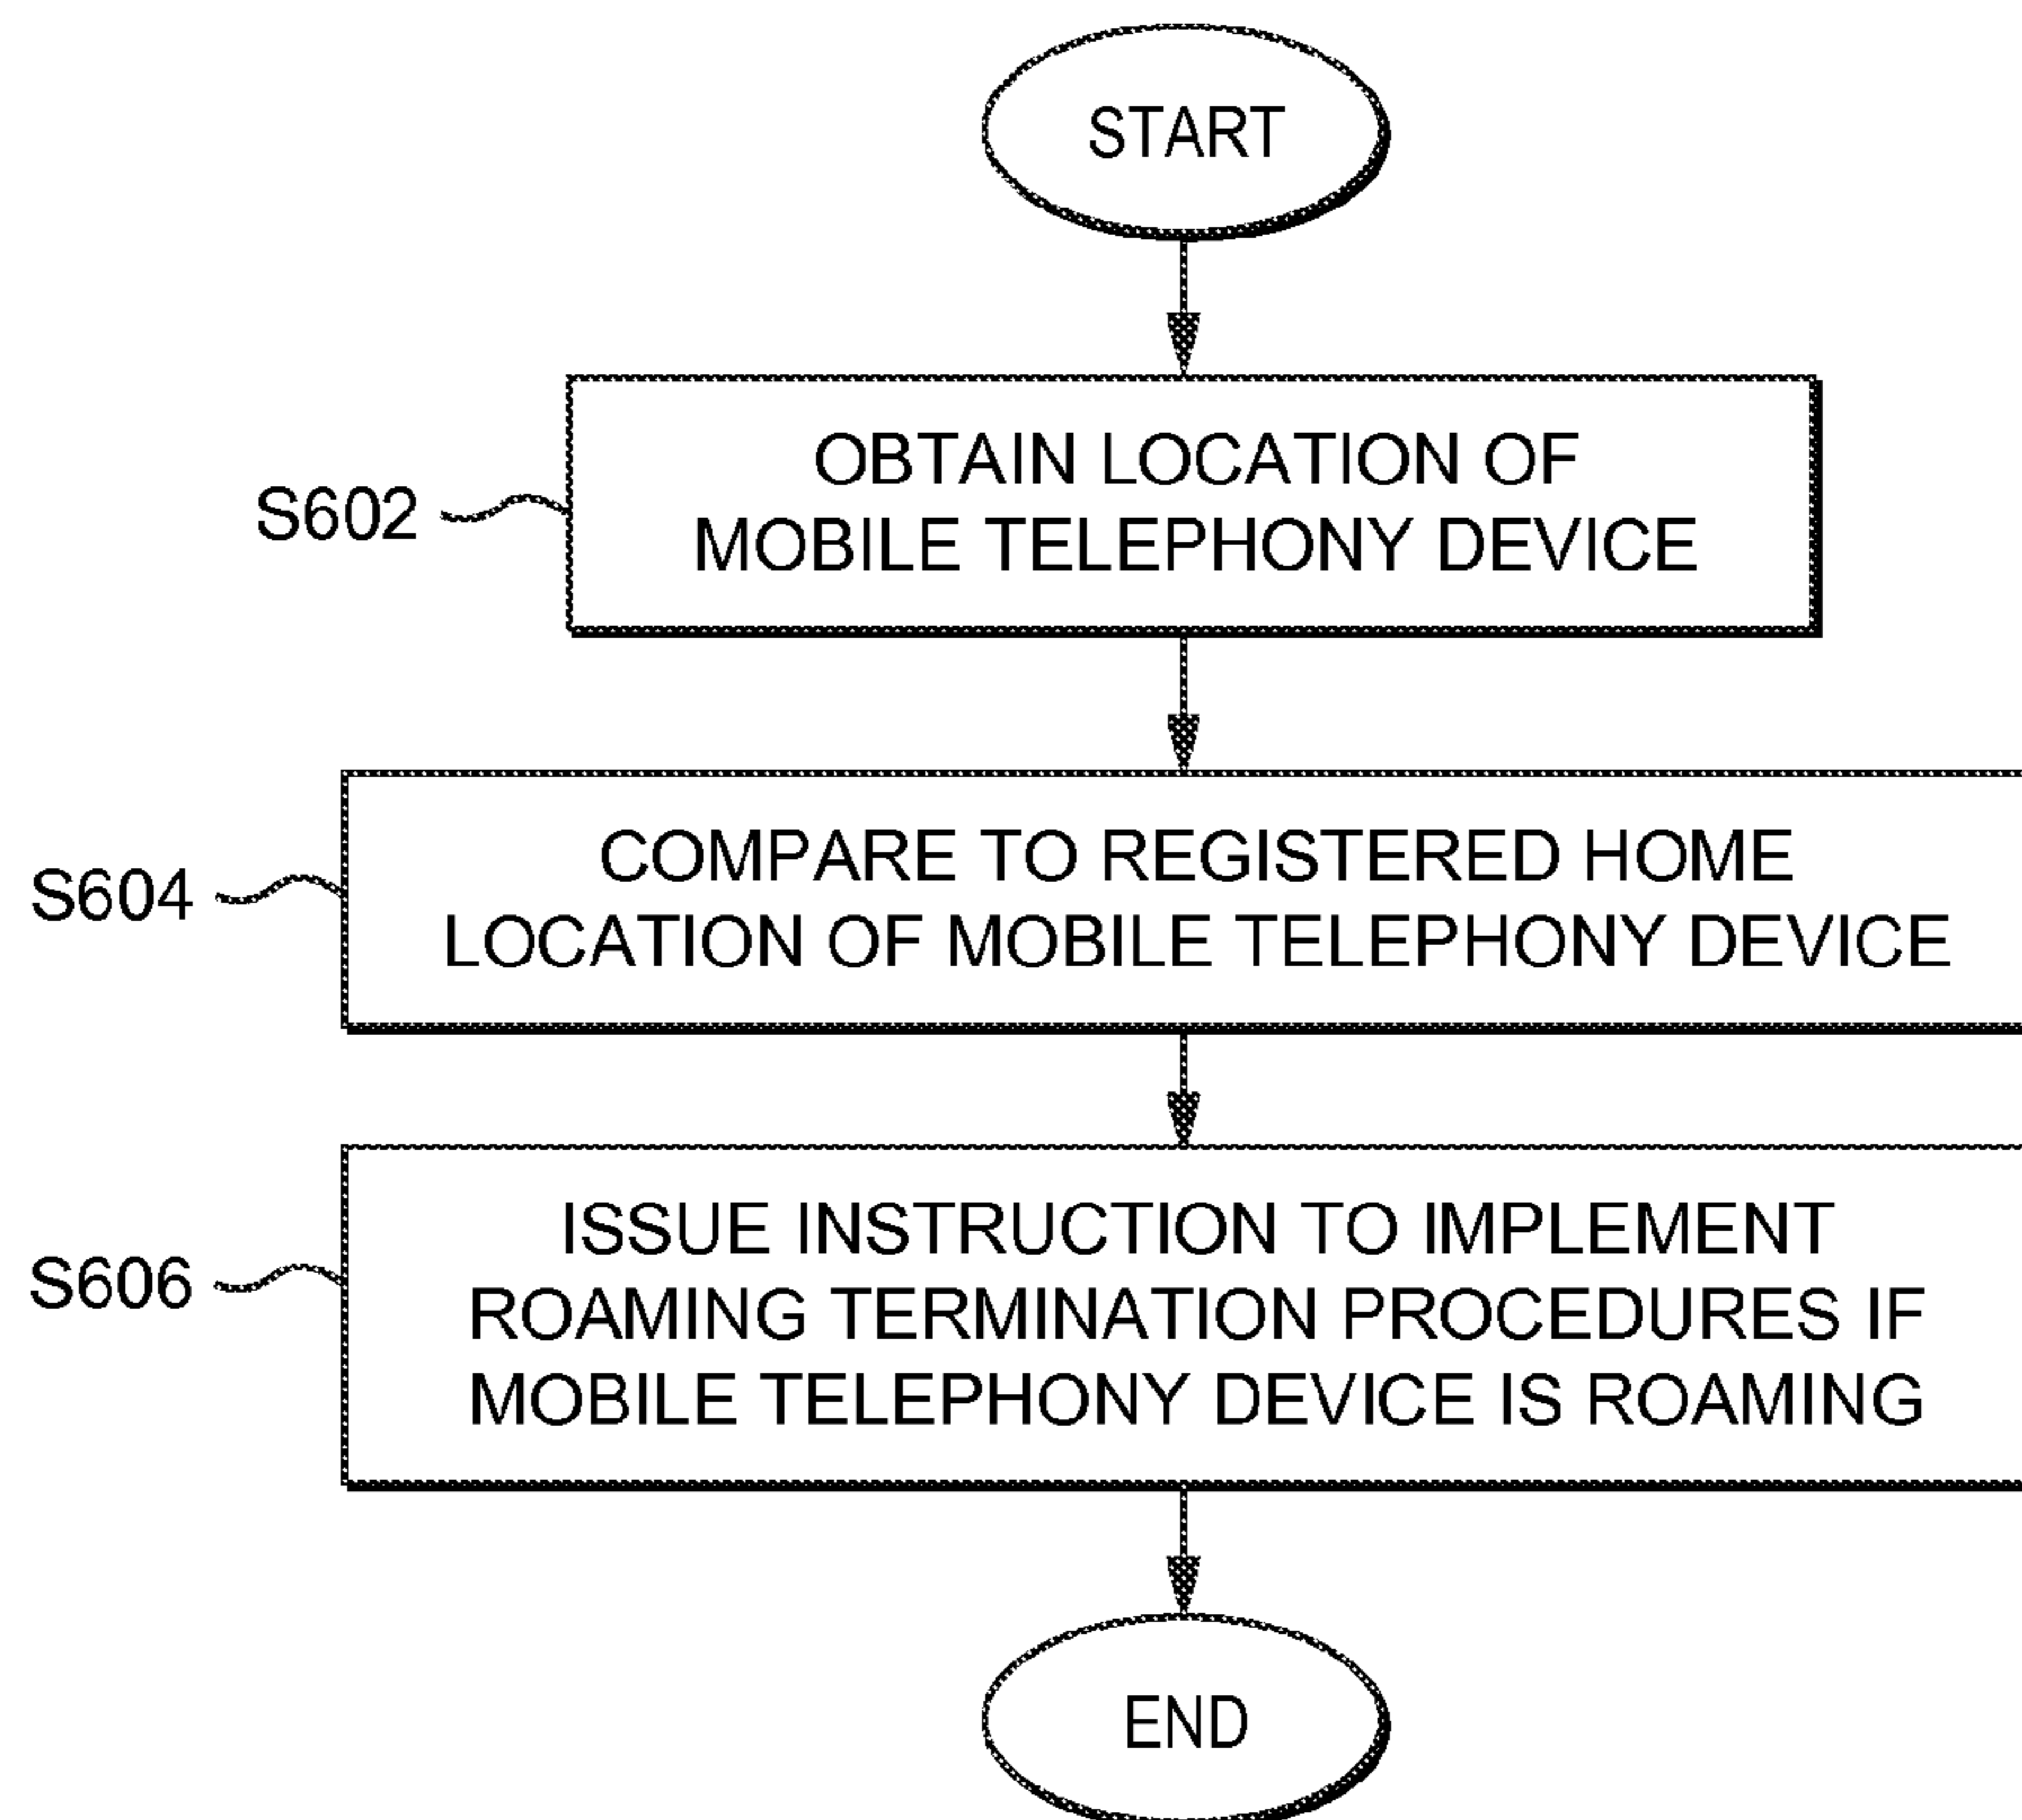 START
S602
OBTAIN LOCATION OF
MOBILE TELEPHONY DEVICE
S604
COMPARE TO REGISTERED HOME
LOCATION OF MOBILE TELEPHONY DEVICE
S606
ISSUE INSTRUCTION TO IMPLEMENT
ROAMING TERMINATION PROCEDURES IF
MOBILE TELEPHONY DEVICE IS ROAMING
END